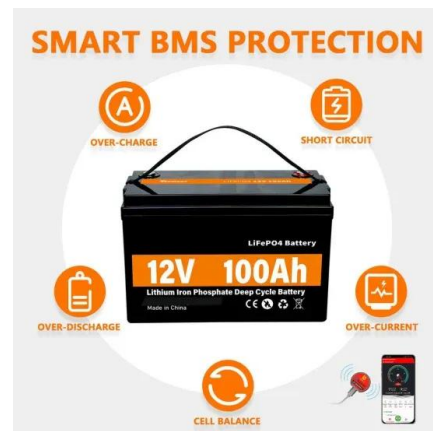 SMART BMS PROTECTION
OVER-CHARGE
SHORT CIRCUIT
LiFePO4 Battery
12V 100Ah
Lithium Iron Phosphate Deep Cycle Battery
Made in China
CE
OVER-DISCHARGE
OVER-CURRENT
CELL BALANCE